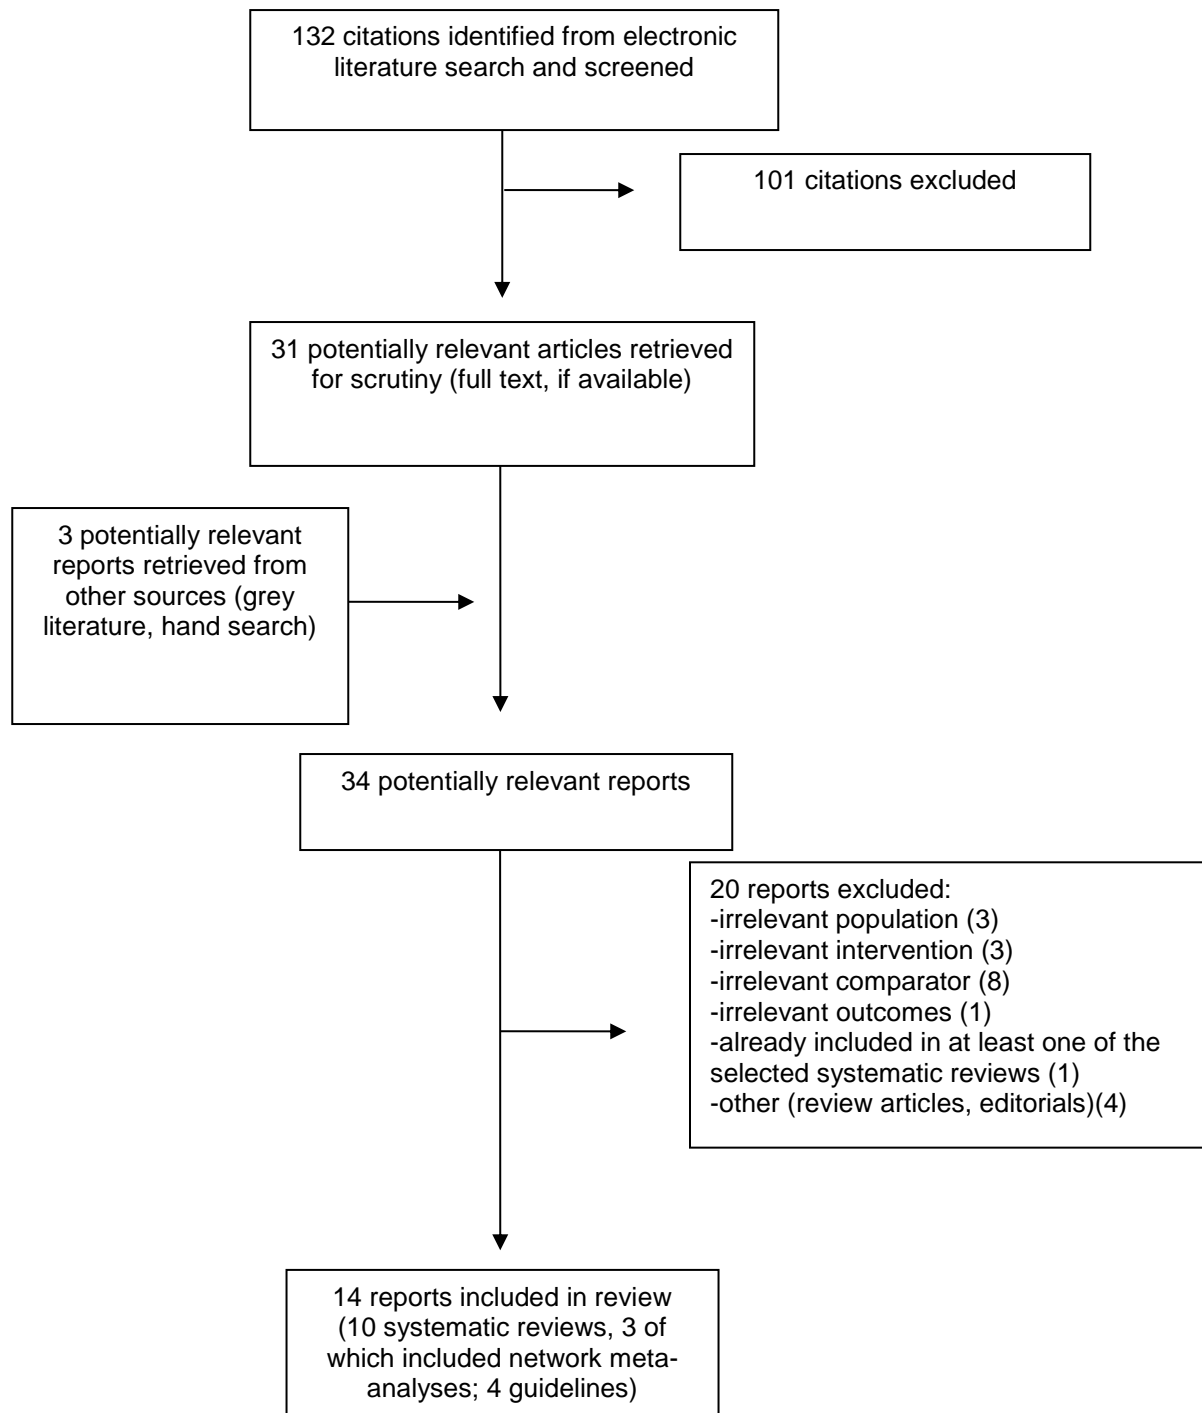 132 citations identified from electronic
literature search and screened
101 citations excluded
31 potentially relevant articles retrieved
for scrutiny (full text, if available)
3 potentially relevant
reports retrieved from
other sources (grey
literature, hand search)
34 potentially relevant reports
20 reports excluded:
-irrelevant population (3)
-irrelevant intervention (3)
-irrelevant comparator (8)
-irrelevant outcomes (1)
-already included in at least one of the
selected systematic reviews (1)
-other (review articles, editorials)(4)
14 reports included in review
(10 systematic reviews, 3 of
which included network meta-
analyses; 4 guidelines)